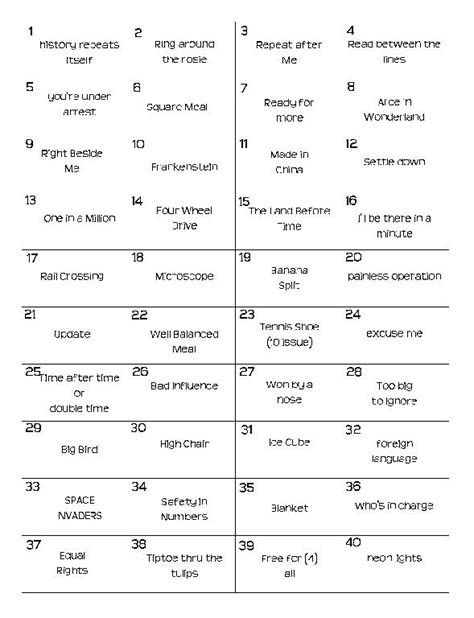 1
history repeats
itself
2
Ring around
the rosie
3
Repeat after
Me
4
Read between the
lines
5
you're under
arrest
6
Square Meal
7
Ready for
more
8
Alice in
Wonderland
9
Right Beside
Me
10
Frankenstein
11
Made in
China
12
Settle down
13
One in a Million
14
Four Wheel
Drive
15
The Land Before
Time
16
I'll be there in a
minute
17
Rail Crossing
18
Microscope
19
Banana
Split
20
painless operation
21
Update
22
Well Balanced
Meal
23
Tennis Shoe
(10 issue)
24
excuse me
25
Time after time
or
double time
26
Bad Influence
27
Won by a
nose
28
Too big
to ignore
29
Big Bird
30
High Chair
31
Ice Cube
32
foreign
language
33
SPACE
INVADERS
34
Safety in
Numbers
35
Blanket
36
Who's in charge
37
Equal
Rights
38
Tiptoe thru the
tulips
39
Free for (4)
all
40
neon lights